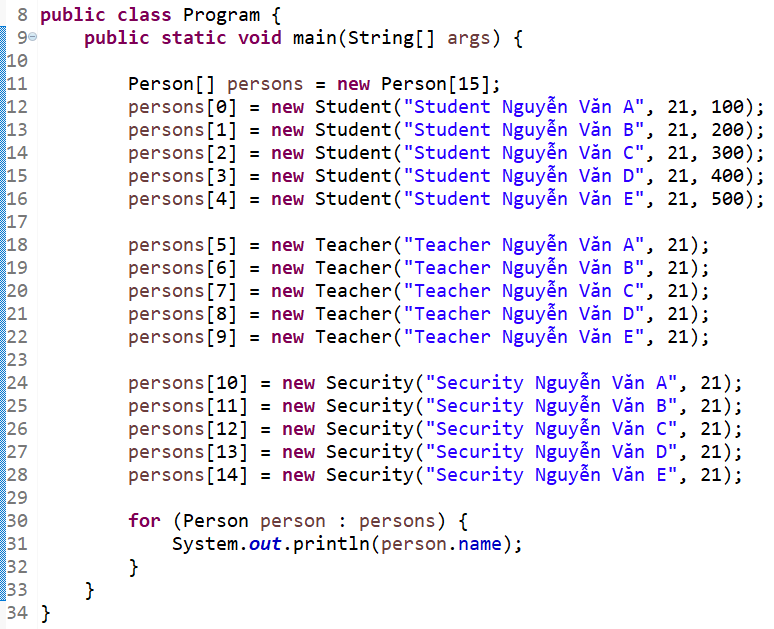 8 public class Program {
9 public static void main(String[] args) {
10
11 Person[] persons = new Person[15];
12 persons[0] = new Student("Student Nguyễn Văn A", 21, 100);
13 persons[1] = new Student("Student Nguyễn Văn B", 21, 200);
14 persons[2] = new Student("Student Nguyễn Văn C", 21, 300);
15 persons[3] = new Student("Student Nguyễn Văn D", 21, 400);
16 persons[4] = new Student("Student Nguyễn Văn E", 21, 500);
17
18 persons[5] = new Teacher("Teacher Nguyễn Văn A", 21);
19 persons[6] = new Teacher("Teacher Nguyễn Văn B", 21);
20 persons[7] = new Teacher("Teacher Nguyễn Văn C", 21);
21 persons[8] = new Teacher("Teacher Nguyễn Văn D", 21);
22 persons[9] = new Teacher("Teacher Nguyễn Văn E", 21);
23
24 persons[10] = new Security("Security Nguyễn Văn A", 21);
25 persons[11] = new Security("Security Nguyễn Văn B", 21);
26 persons[12] = new Security("Security Nguyễn Văn C", 21);
27 persons[13] = new Security("Security Nguyễn Văn D", 21);
28 persons[14] = new Security("Security Nguyễn Văn E", 21);
29
30 for (Person person : persons) {
31 System.out.println(person.name);
32 }
33 }
34 }